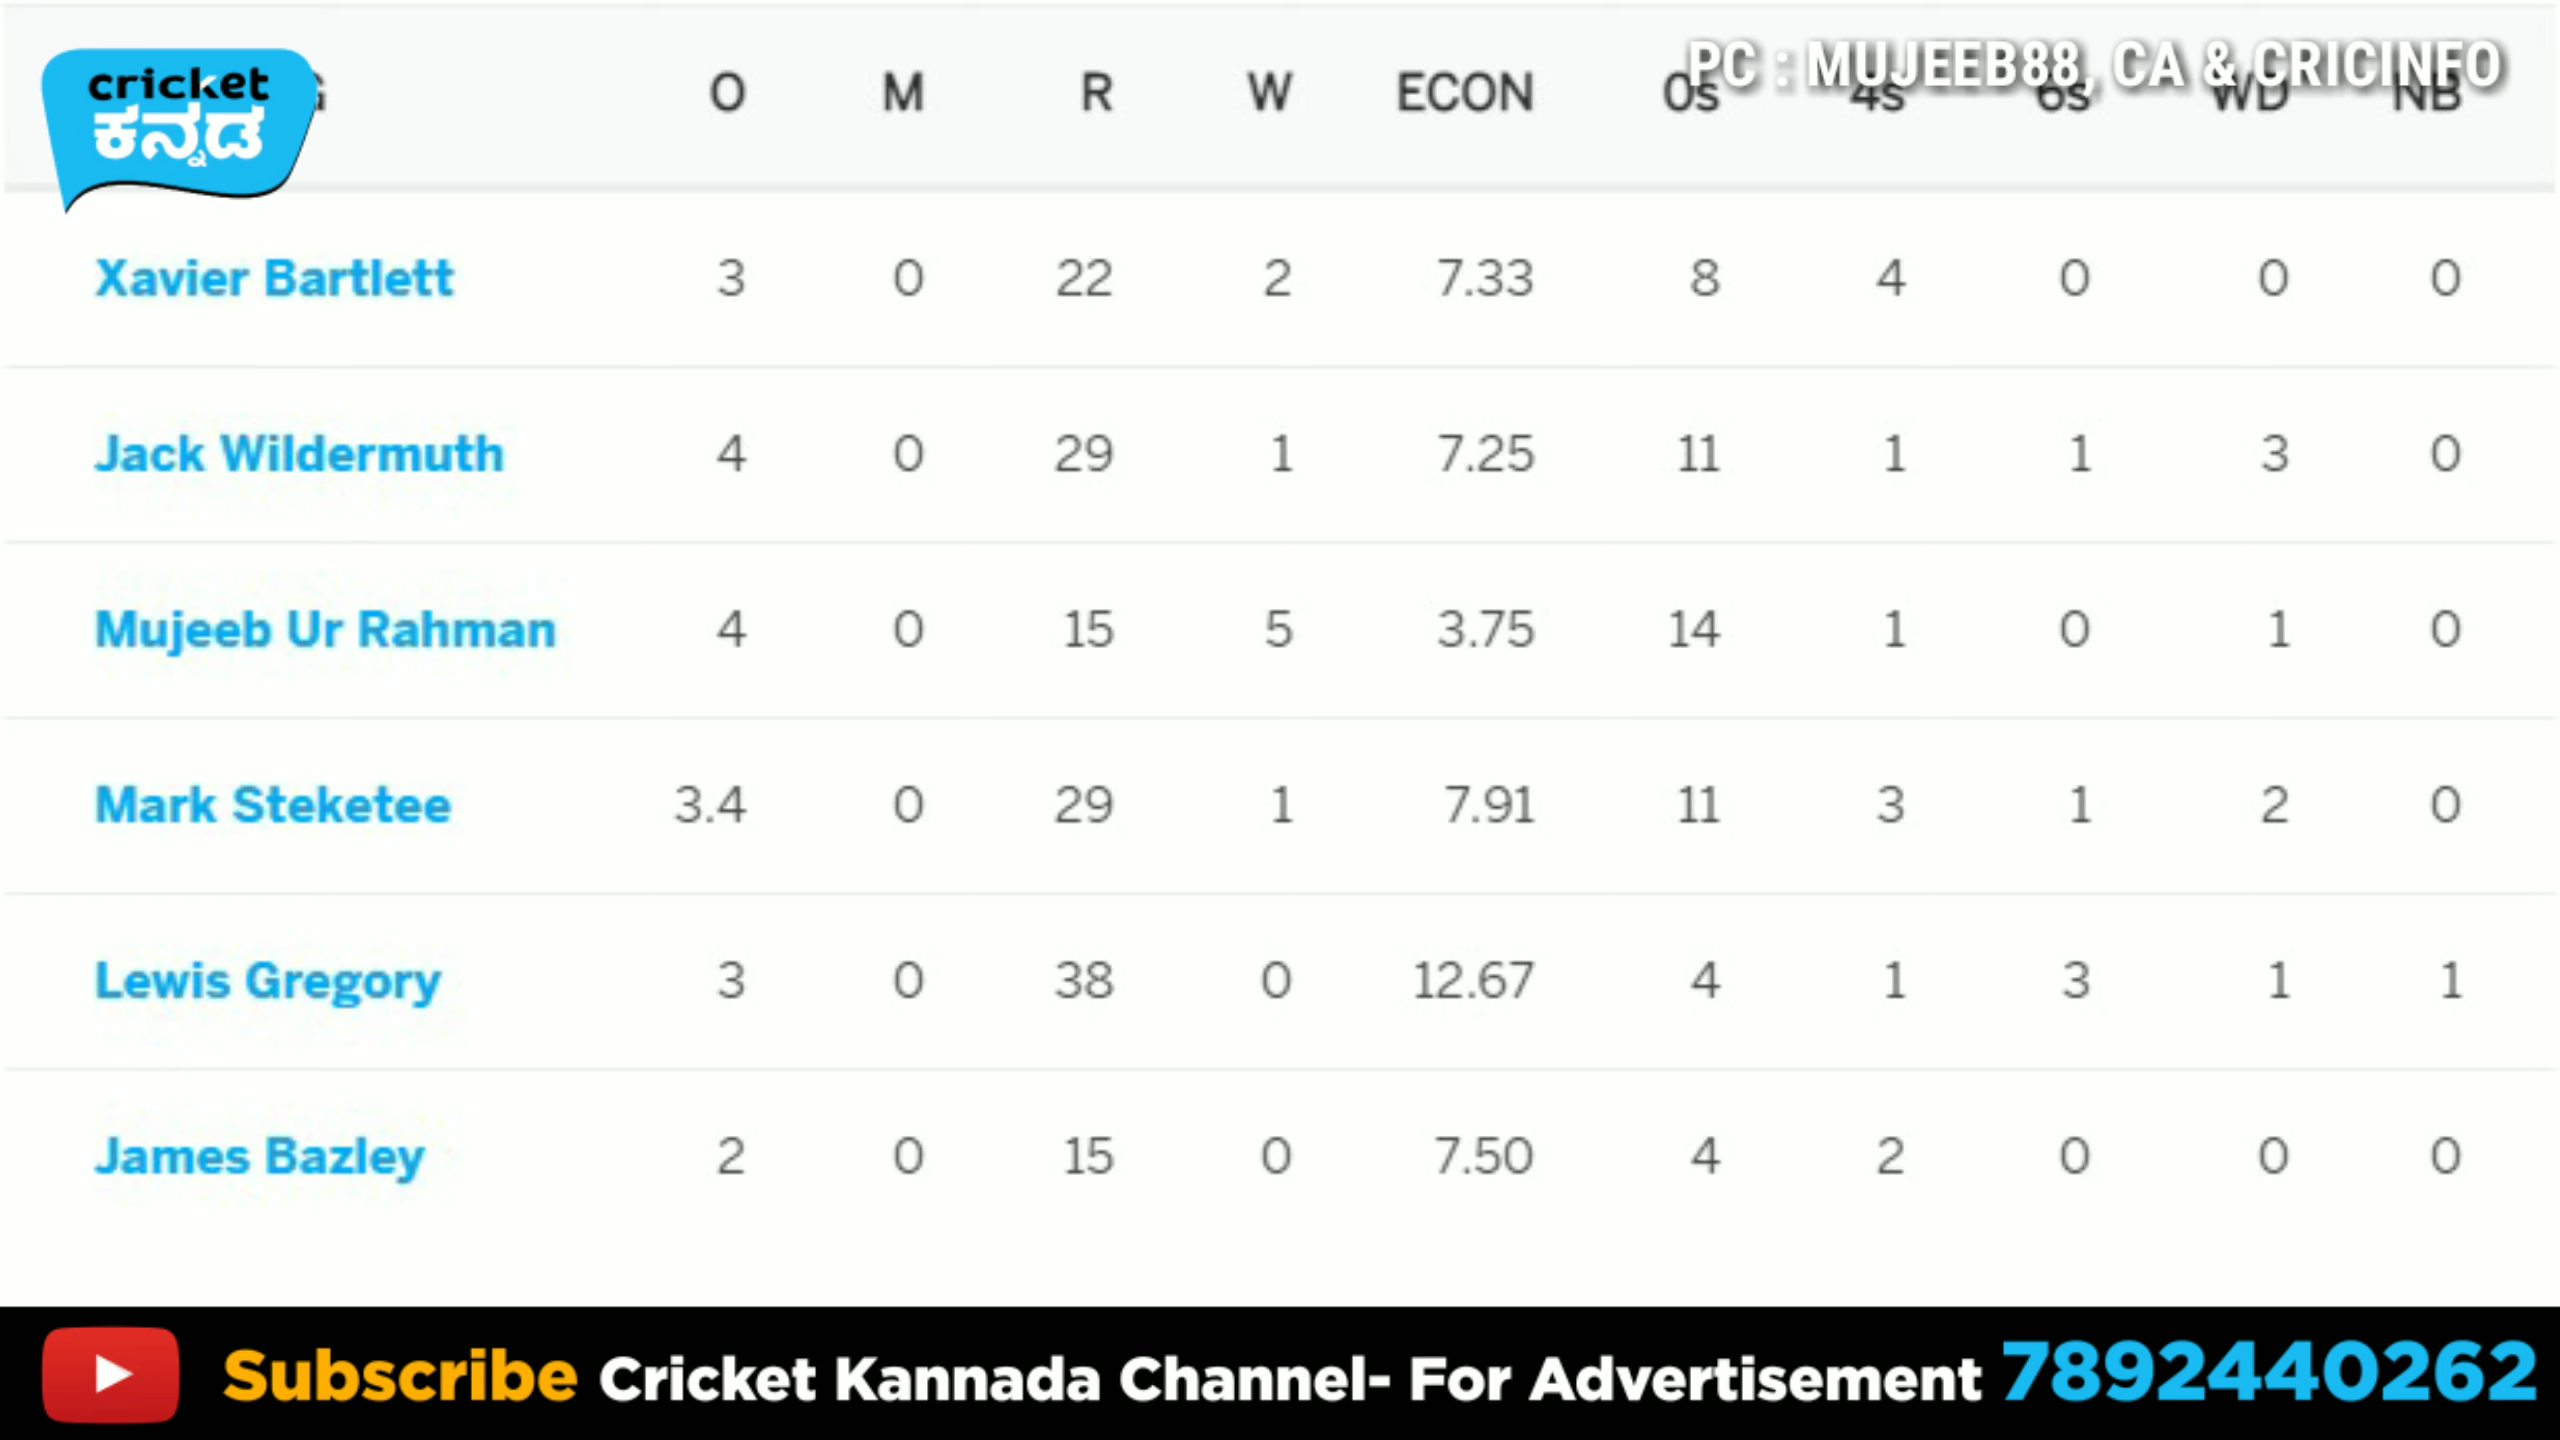 cricket
ಕನ್ನಡ
PC : MUJEEB88, CA & CRICINFO
O M R W ECON 0s 4s 6s WD NB
Xavier Bartlett 3 0 22 2 7.33 8 4 0 0 0
Jack Wildermuth 4 0 29 1 7.25 11 1 1 3 0
Mujeeb Ur Rahman 4 0 15 5 3.75 14 1 0 1 0
Mark Steketee 3.4 0 29 1 7.91 11 3 1 2 0
Lewis Gregory 3 0 38 0 12.67 4 1 3 1 1
James Bazley 2 0 15 0 7.50 4 2 0 0 0
Subscribe Cricket Kannada Channel- For Advertisement 7892440262